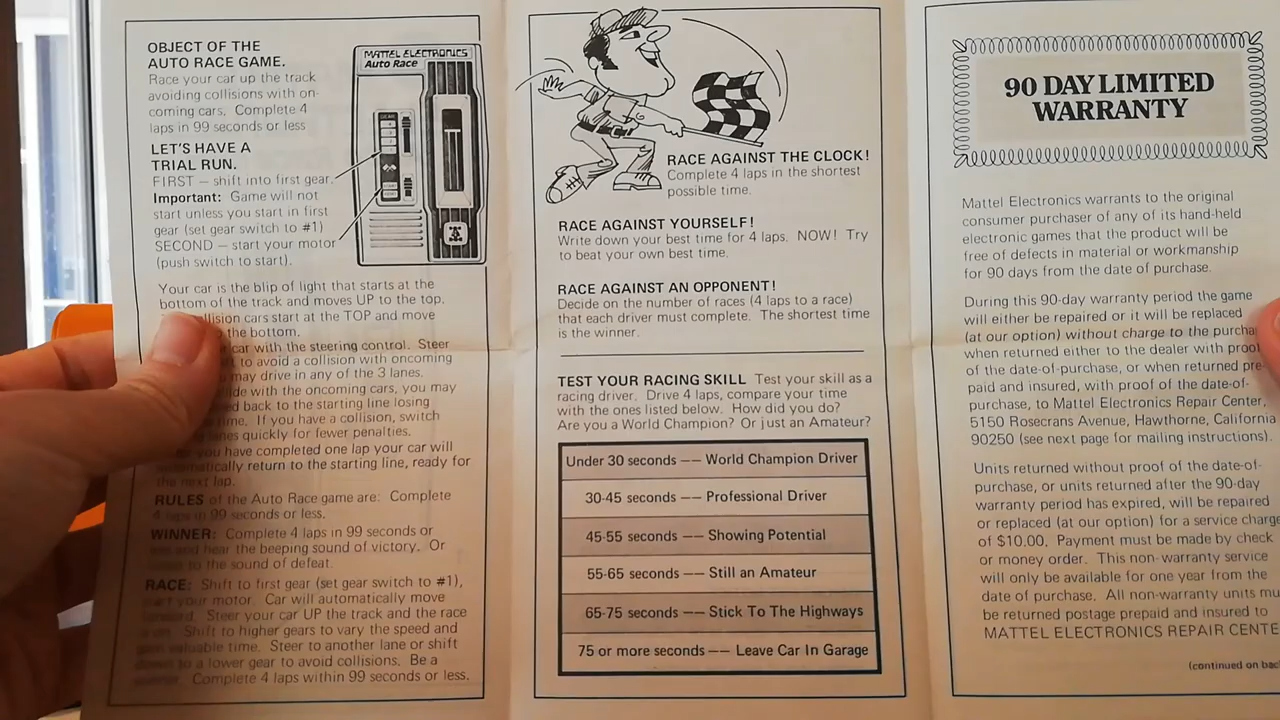 OBJECT OF THE
AUTO RACE GAME.
Race your car up the track
avoiding collisions with on-
coming cars. Complete 4
laps in 99 seconds or less
LET'S HAVE A
TRIAL RUN.
FIRST — shift into first gear.
Important: Game will not
start unless you start in first
gear (set gear switch to #1)
SECOND — start your motor
(push switch to start).
MATTEL ELECTRONICS
Auto Race
Your car is the blip of light that starts at the
bottom of the track and moves UP to the top.
collision cars start at the TOP and move
the bottom.
car with the steering control. Steer
to avoid a collision with oncoming
may drive in any of the 3 lanes.
with the oncoming cars, you may
back to the starting line losing
time. If you have a collision, switch
quickly for fewer penalties.
you have completed one lap your car will
automatically return to the starting line, ready for
the next lap.
RULES of the Auto Race game are: Complete
4 laps in 99 seconds or less.
WINNER: Complete 4 laps in 99 seconds or
less and hear the beeping sound of victory. Or
to the sound of defeat.
RACE: Shift to first gear (set gear switch to #1),
start your motor. Car will automatically move
forward. Steer your car UP the track and the race
is on. Shift to higher gears to vary the speed and
gain valuable time. Steer to another lane or shift
down to a lower gear to avoid collisions. Be a
winner. Complete 4 laps within 99 seconds or less.
RACE AGAINST THE CLOCK!
Complete 4 laps in the shortest
possible time.
RACE AGAINST YOURSELF!
Write down your best time for 4 laps. NOW! Try
to beat your own best time.
RACE AGAINST AN OPPONENT!
Decide on the number of races (4 laps to a race)
that each driver must complete. The shortest time
is the winner.
TEST YOUR RACING SKILL Test your skill as a
racing driver. Drive 4 laps, compare your time
with the ones listed below. How did you do?
Are you a World Champion? Or just an Amateur?
Under 30 seconds —— World Champion Driver
30-45 seconds —— Professional Driver
45-55 seconds —— Showing Potential
55-65 seconds —— Still an Amateur
65-75 seconds —— Stick To The Highways
75 or more seconds —— Leave Car In Garage
90 DAY LIMITED
WARRANTY
Mattel Electronics warrants to the original
consumer purchaser of any of its hand-held
electronic games that the product will be
free of defects in material or workmanship
for 90 days from the date of purchase.
During this 90-day warranty period the game
will either be repaired or it will be replaced
(at our option) without charge to the purcha
when returned either to the dealer with proof
of the date-of-purchase, or when returned pre-
paid and insured, with proof of the date-of-
purchase, to Mattel Electronics Repair Center,
5150 Rosecrans Avenue, Hawthorne, California
90250 (see next page for mailing instructions).
Units returned without proof of the date-of-
purchase, or units returned after the 90-day
warranty period has expired, will be repaired
or replaced (at our option) for a service charge
of $10.00. Payment must be made by check
or money order. This non-warranty service
will only be available for one year from the
date of purchase. All non-warranty units mu
be returned postage prepaid and insured to
MATTEL ELECTRONICS REPAIR CENTE
(continued on back